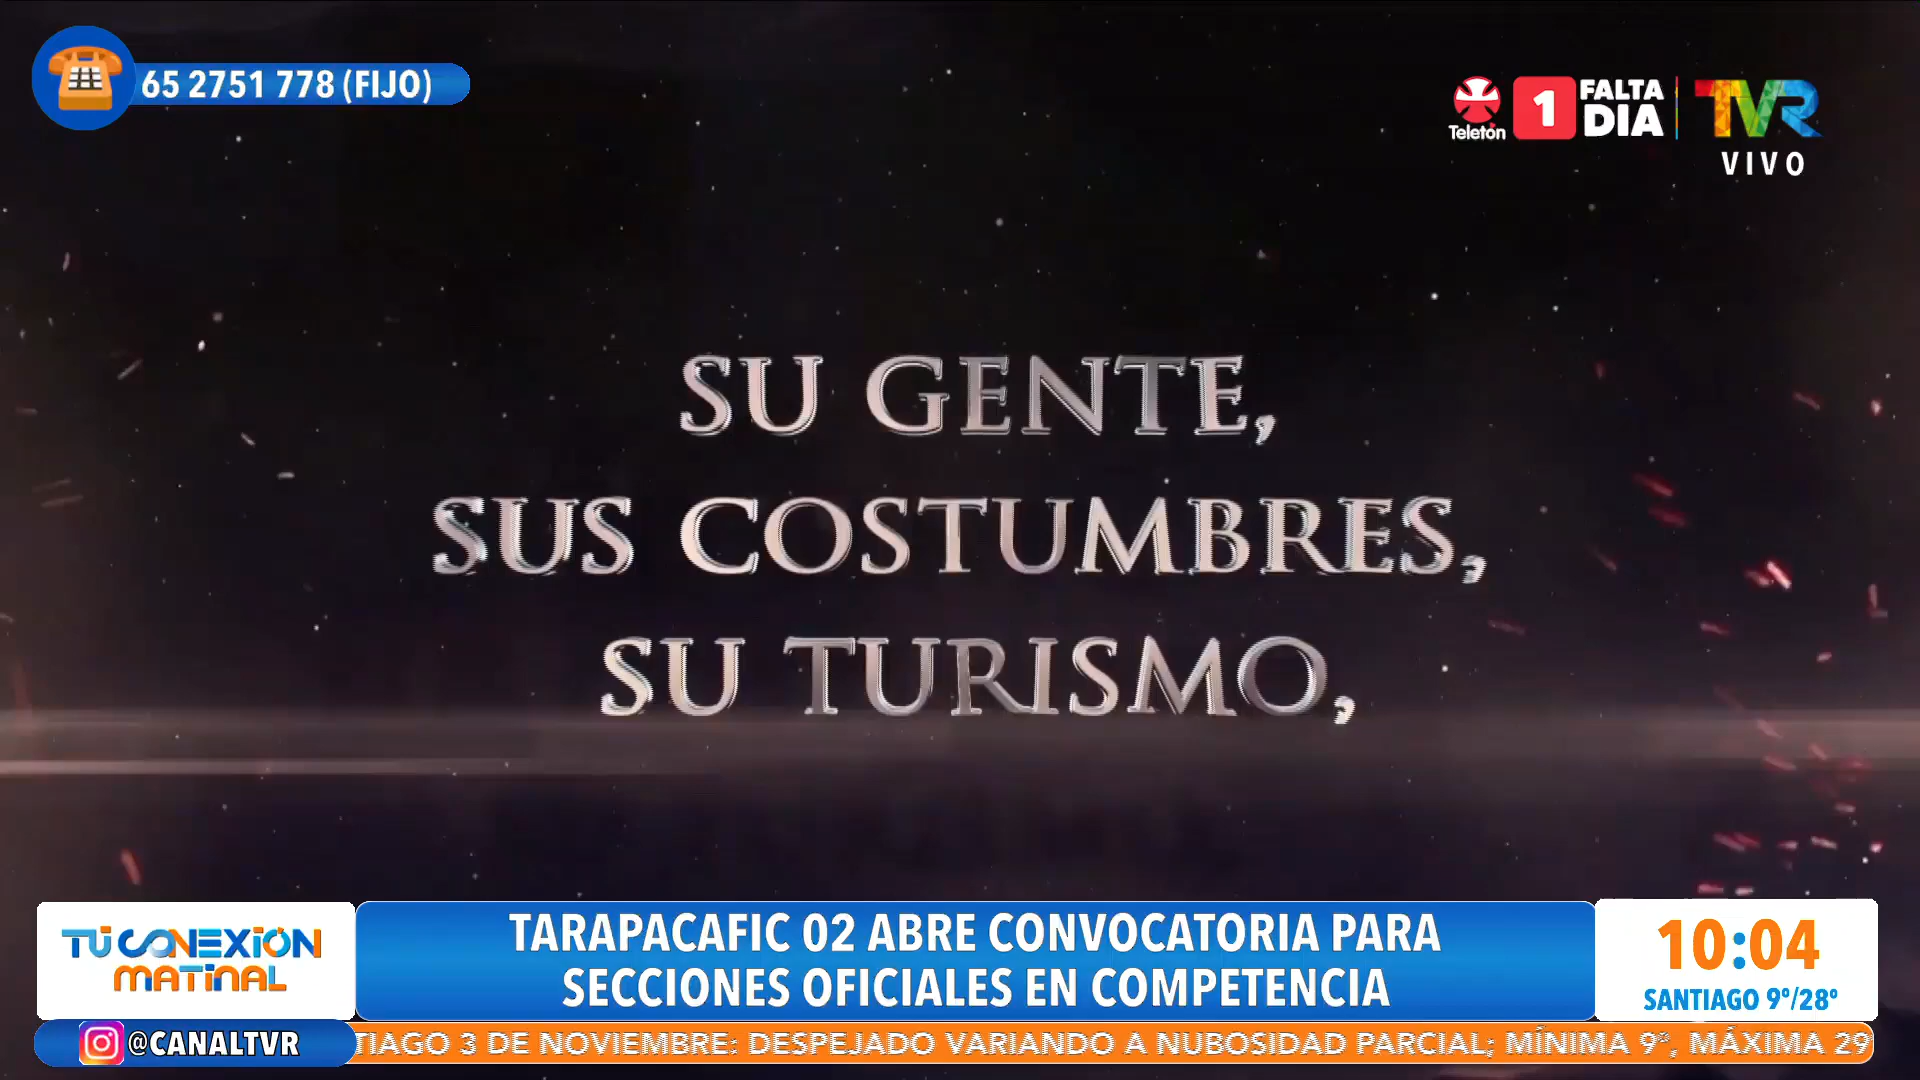 65 2751 778 (FIJO)
Teletón
1
FALTA
DIA
TVR
VIVO
SU GENTE,
SUS COSTUMBRES,
SU TURISMO,
TÚ CONEXIÓN
MATINAL
TARAPACAFIC 02 ABRE CONVOCATORIA PARA
SECCIONES OFICIALES EN COMPETENCIA
10:04
SANTIAGO 9°/28°
@CANALTVR
TIAGO 3 DE NOVIEMBRE: DESPEJADO VARIANDO A NUBOSIDAD PARCIAL; MÍNIMA 9°, MÁXIMA 29